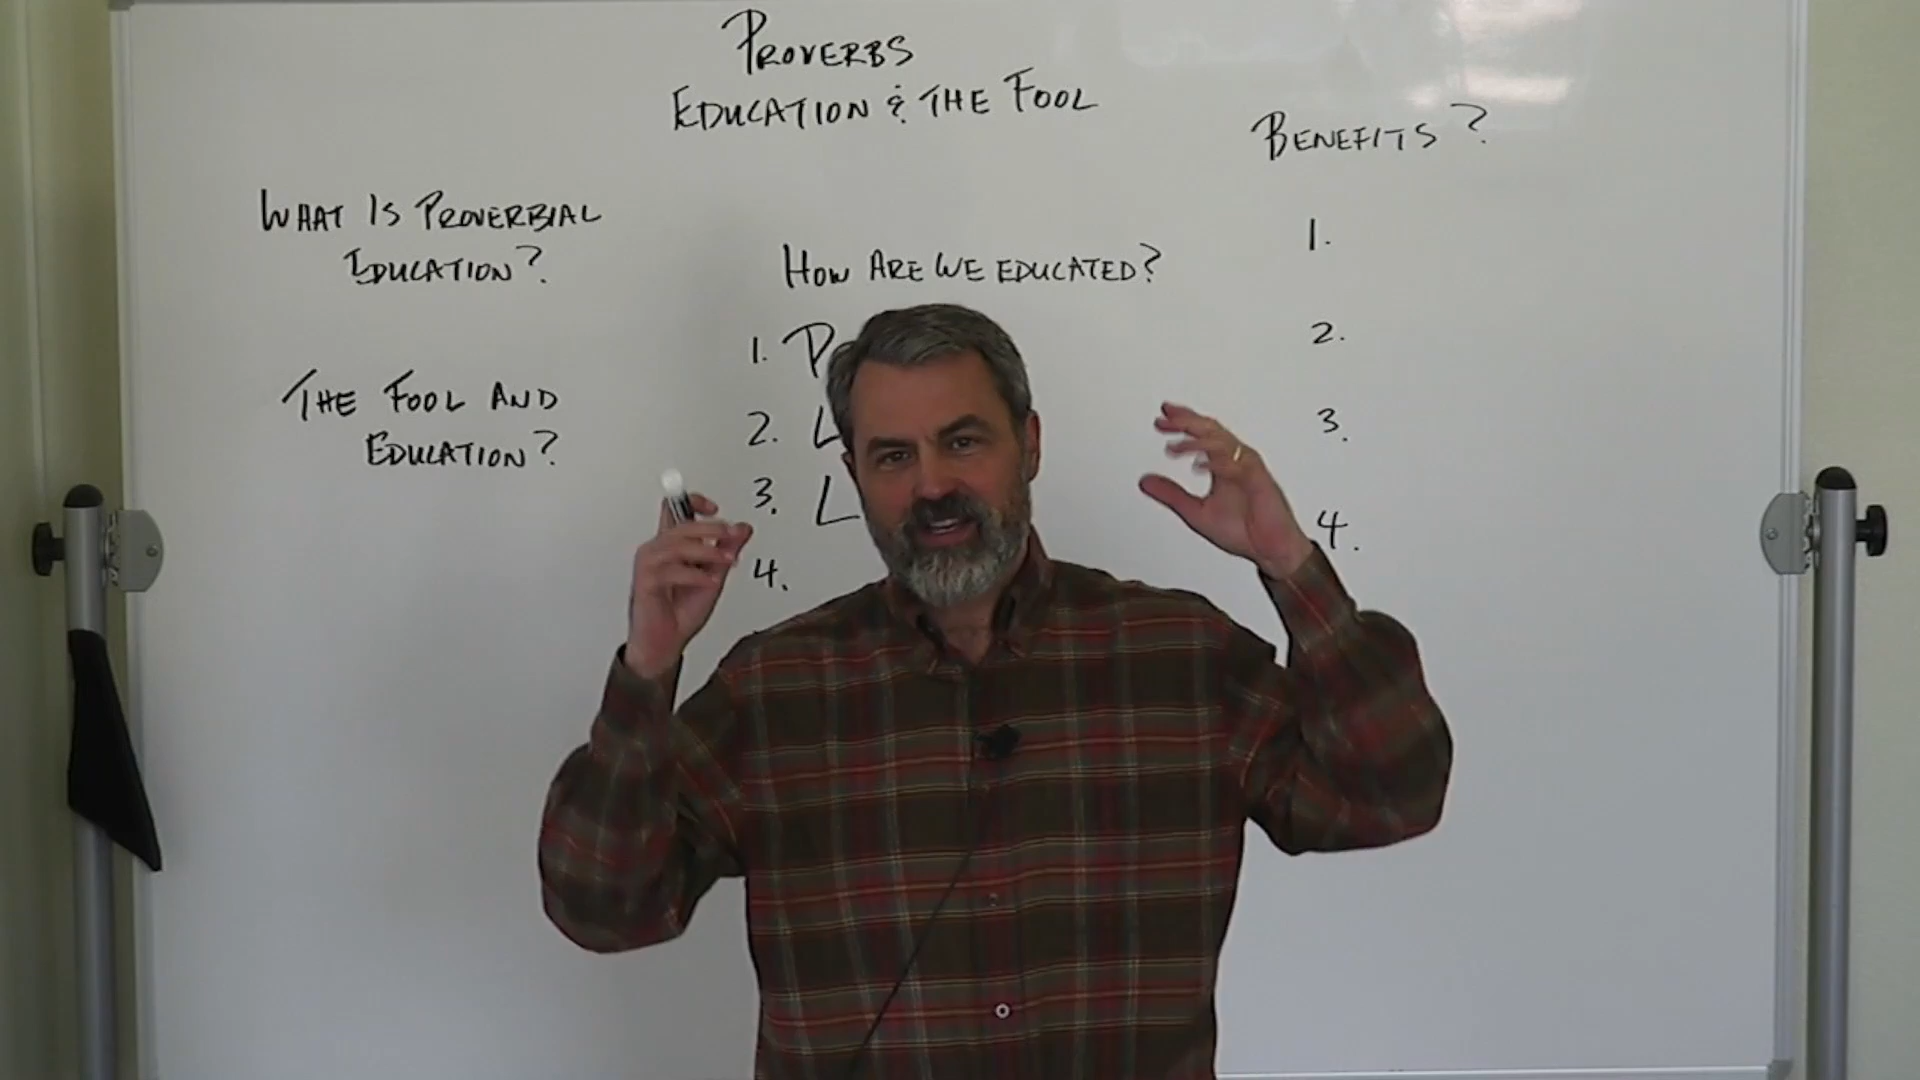 PROVERBS
EDUCATION & THE FOOL
WHAT IS PROVERBIAL
EDUCATION?
THE FOOL AND
EDUCATION?
HOW ARE WE EDUCATED?
1. P
2. L
3. L
4.
BENEFITS?
1.
2.
3.
4.